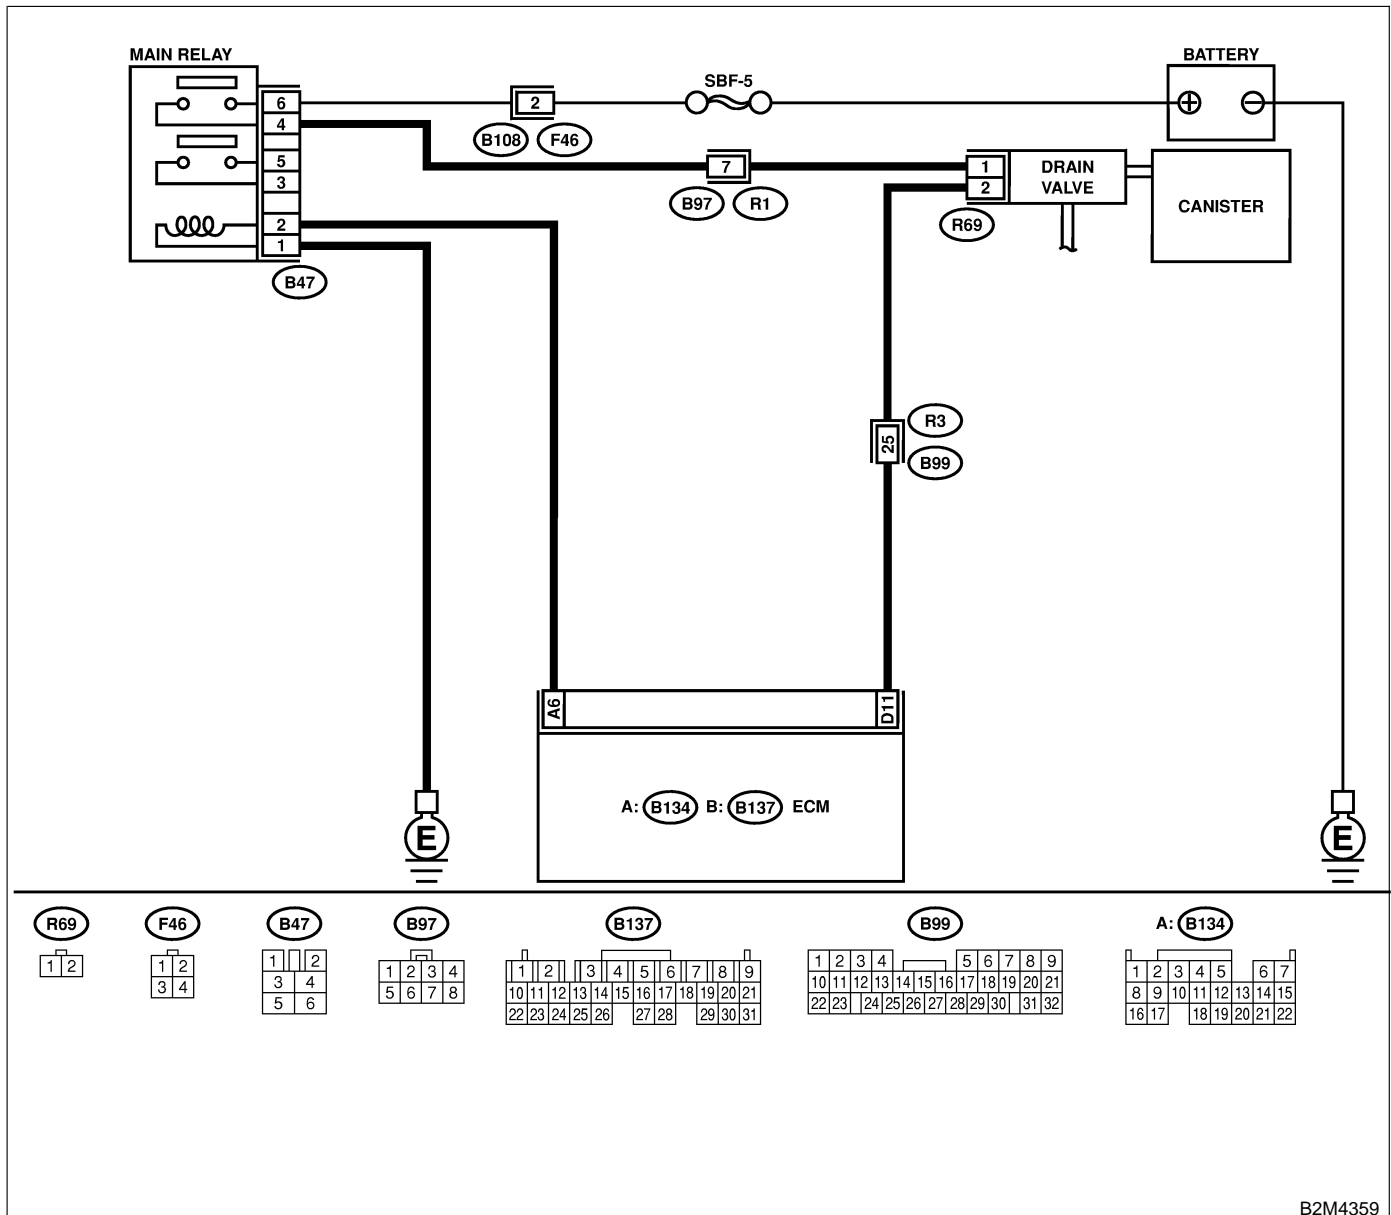 MAIN RELAY
BATTERY
SBF-5
6
4
5
3
2
1
B47
2
B108
F46
7
B97
R1
1
2
R69
DRAIN
VALVE
CANISTER
R3
25
B99
A6
D11
A: B134 B: B137 ECM
E
E
R69
F46
B47
B97
B137
B99
A: B134
1 2
1 2
3 4
1 2
3 4
5 6
1 2 3 4
5 6 7 8
1 2 3 4 5 6 7 8 9
10 11 12 13 14 15 16 17 18 19 20 21
22 23 24 25 26 27 28 29 30 31
1 2 3 4 5 6 7 8 9
10 11 12 13 14 15 16 17 18 19 20 21
22 23 24 25 26 27 28 29 30 31 32
1 2 3 4 5 6 7
8 9 10 11 12 13 14 15
16 17 18 19 20 21 22
B2M4359